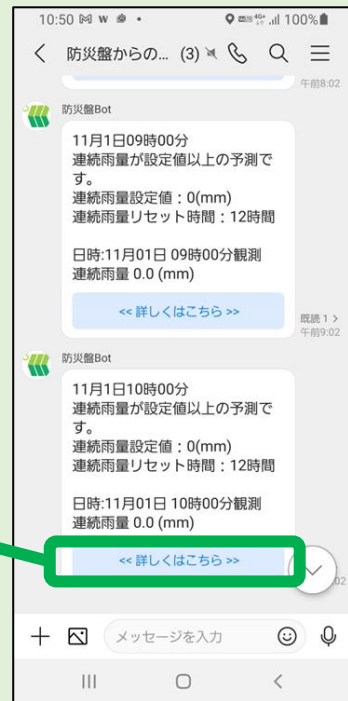 10:50 M W 100%
防災盤からの... (3)
午前8:02
防災盤Bot
11月1日09時00分
連続雨量が設定値以上の予測で
す。
連続雨量設定値：0(mm)
連続雨量リセット時間：12時間
日時:11月01日 09時00分観測
連続雨量 0.0 (mm)
<< 詳しくはこちら >>
既読 1 >
午前9:02
防災盤Bot
11月1日10時00分
連続雨量が設定値以上の予測で
す。
連続雨量設定値：0(mm)
連続雨量リセット時間：12時間
日時:11月01日 10時00分観測
連続雨量 0.0 (mm)
<< 詳しくはこちら >>
02
メッセージを入力